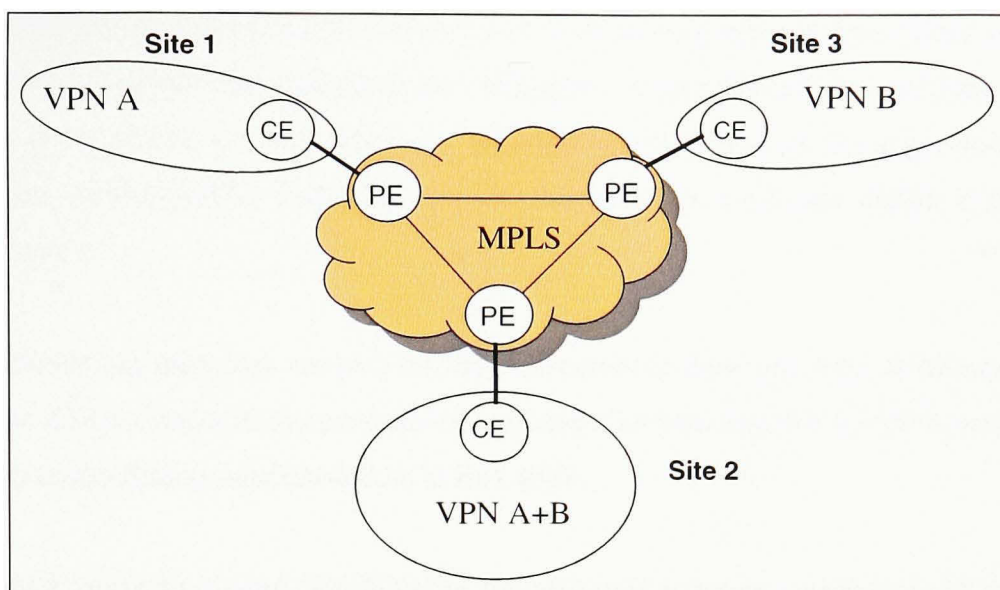 Site 1
Site 3
VPN A
VPN B
CE
CE
PE
PE
MPLS
PE
CE
Site 2
VPN A+B